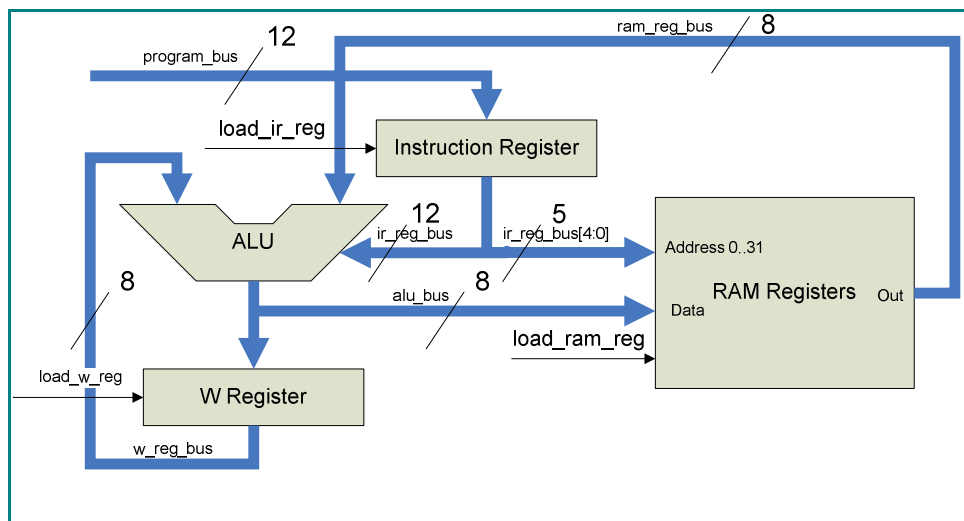 program_bus
12
ram_reg_bus
8
load_ir_reg
Instruction Register
ALU
ir_reg_bus
12
ir_reg_bus[4:0]
5
Address 0..31
RAM Registers
Out
Data
8
alu_bus
8
load_ram_reg
load_w_reg
W Register
w_reg_bus